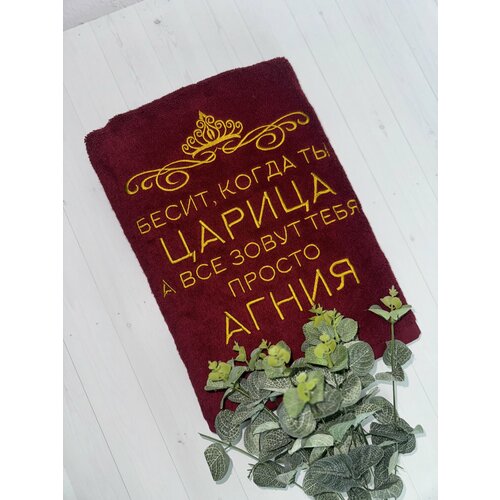 БЕСИТ, КОГДА ТЫ
ЦАРИЦА
А ВСЕ ЗОВУТ ТЕБЯ
ПРОСТО
АГНИЯ